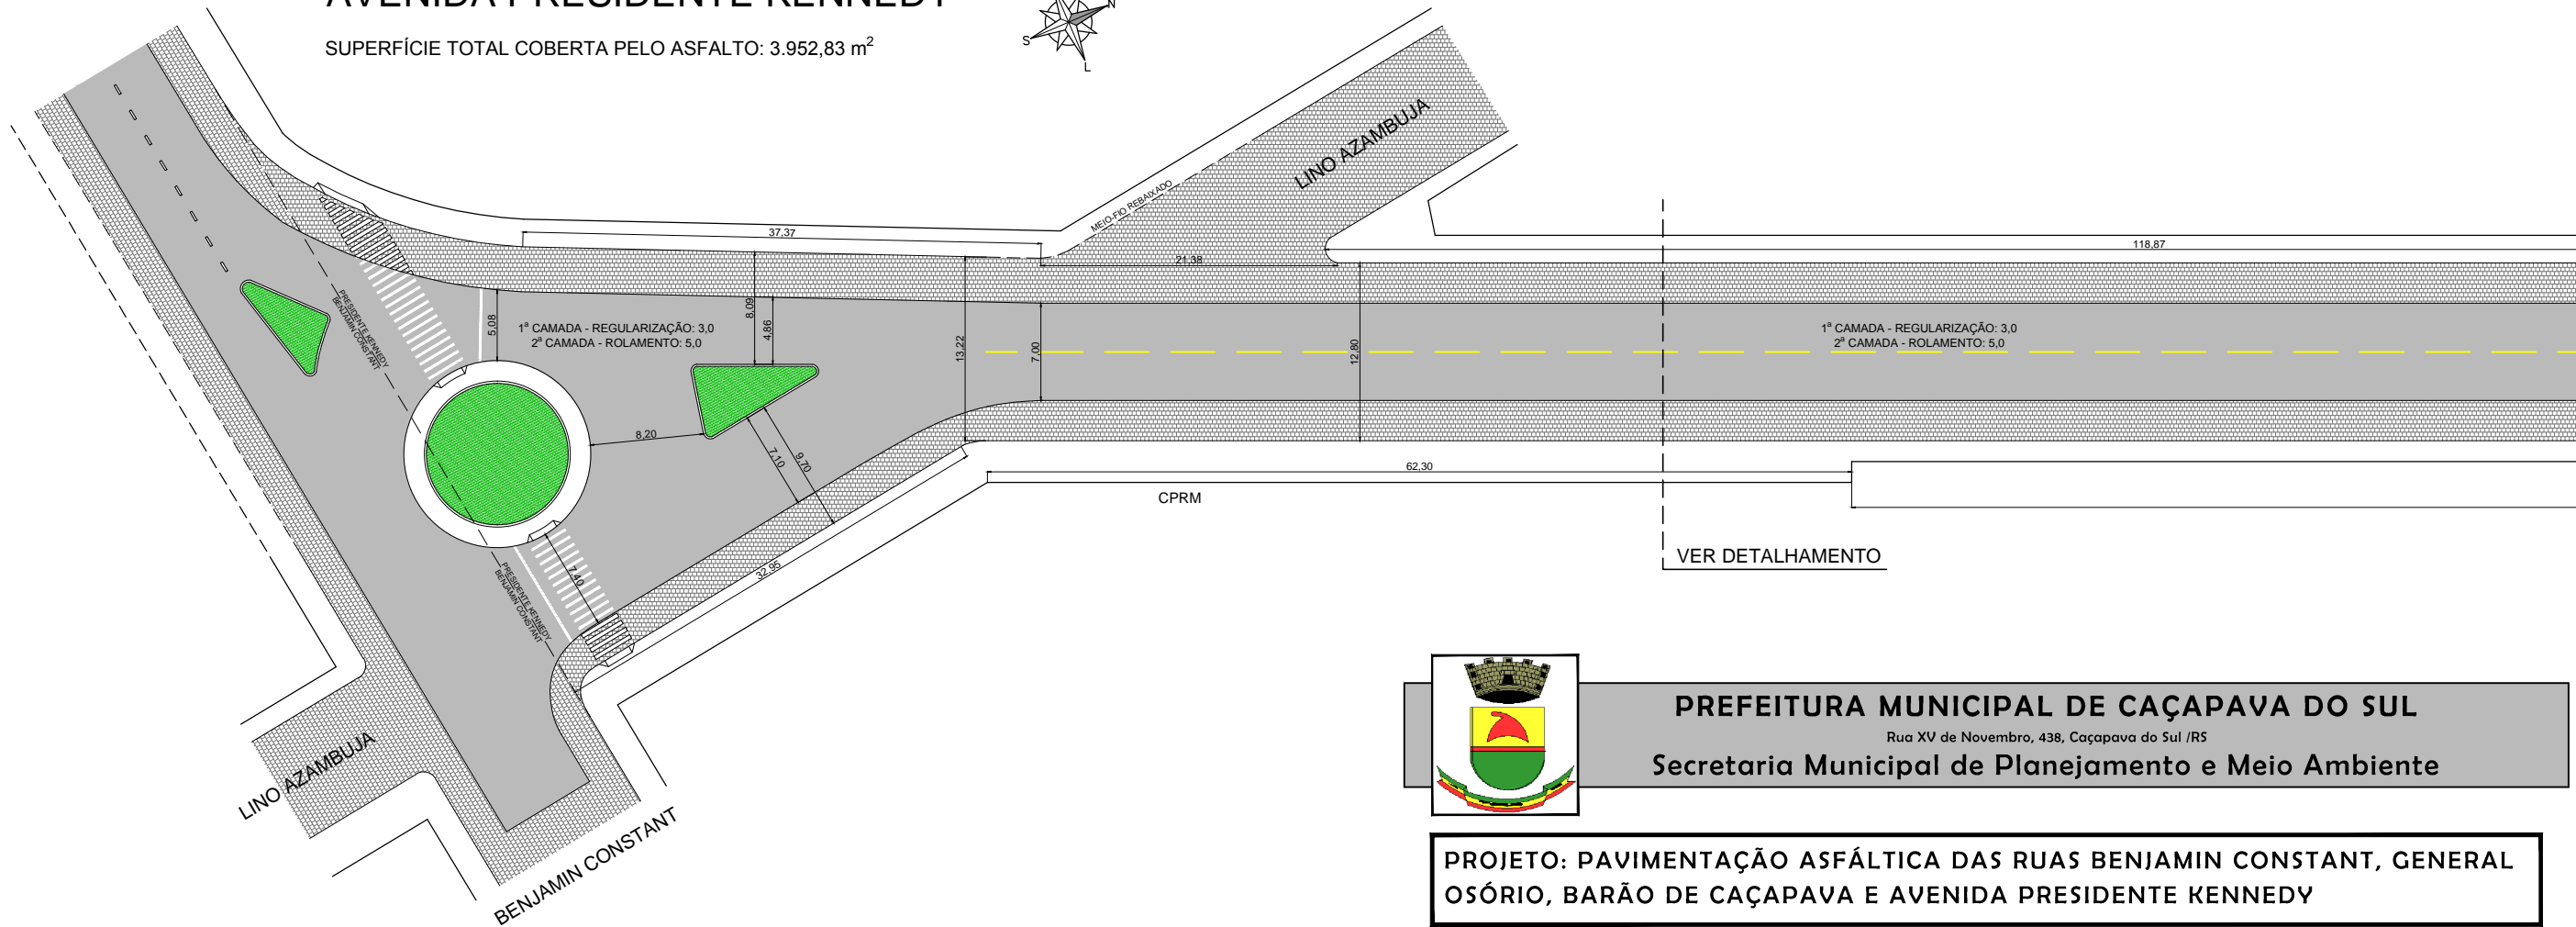 AVENIDA PRESIDENTE KENNEDY
SUPERFÍCIE TOTAL COBERTA PELO ASFALTO: 3.952,83 m²
N
S
L
LINO AZAMBUJA
MEIO-FIO REBAIXADO
37,37
21,38
118,87
PRESIDENTE KENNEDY
BENJAMIN CONSTANT
5,08
1ª CAMADA - REGULARIZAÇÃO: 3,0
2ª CAMADA - ROLAMENTO: 5,0
8,09
4,86
13,22
7,00
12,80
1ª CAMADA - REGULARIZAÇÃO: 3,0
2ª CAMADA - ROLAMENTO: 5,0
8,20
7,10
9,70
62,30
CPRM
VER DETALHAMENTO
PRESIDENTE KENNEDY
BENJAMIN CONSTANT
7,40
32,95
LINO AZAMBUJA
BENJAMIN CONSTANT
PREFEITURA MUNICIPAL DE CAÇAPAVA DO SUL
Rua XV de Novembro, 438, Caçapava do Sul /RS
Secretaria Municipal de Planejamento e Meio Ambiente
PROJETO: PAVIMENTAÇÃO ASFÁLTICA DAS RUAS BENJAMIN CONSTANT, GENERAL
OSÓRIO, BARÃO DE CAÇAPAVA E AVENIDA PRESIDENTE KENNEDY